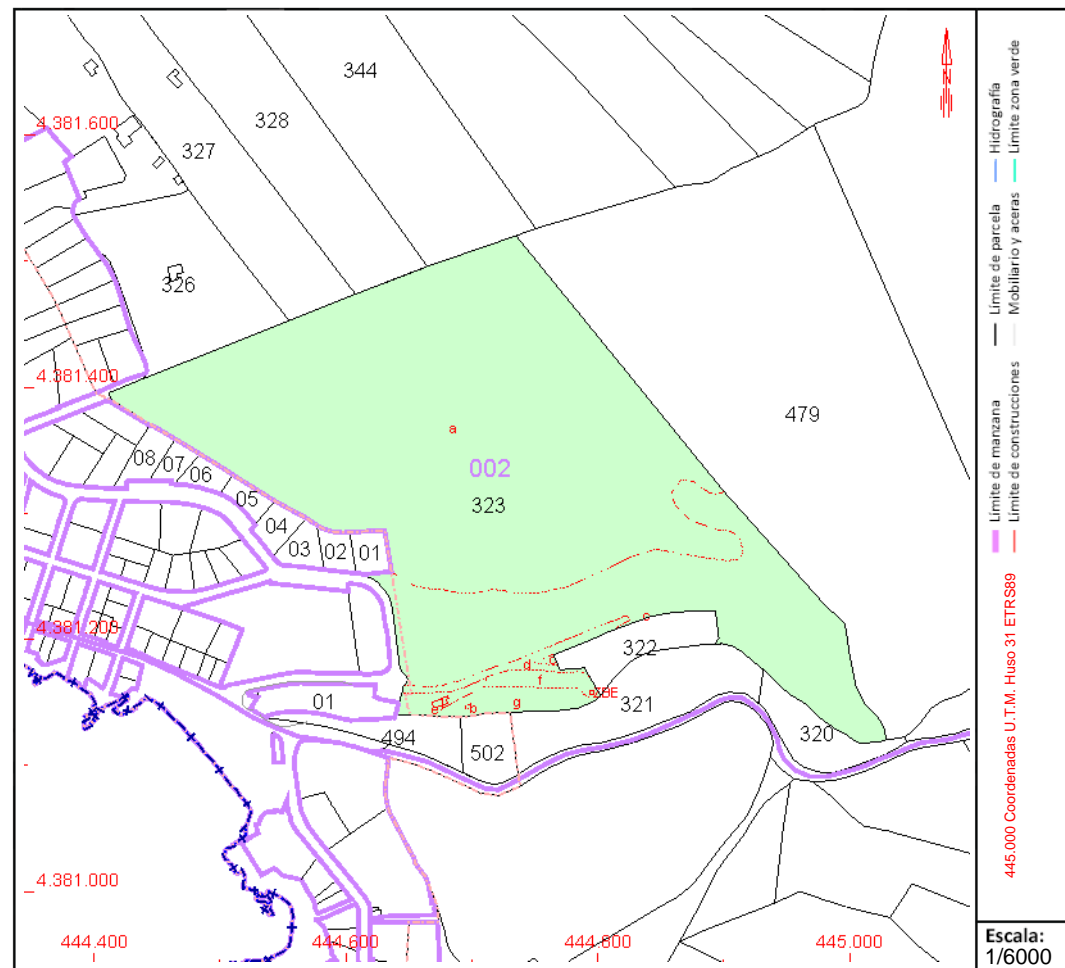 344
328
4.381.600
327
326
4.381.400
479
a
002
323
08
07
06
05
04
03
02
01
4.381.200
c
322
d
f
ZBE
321
e
b
g
01
494
502
320
4.381.000
444.400
444.600
444.800
445.000
N
Límite de manzana
Límite de parcela
Hidrografía
Límite de construcciones
Mobiliario y aceras
Límite zona verde
445.000 Coordenadas U.T.M. Huso 31 ETRS89
Escala:
1/6000